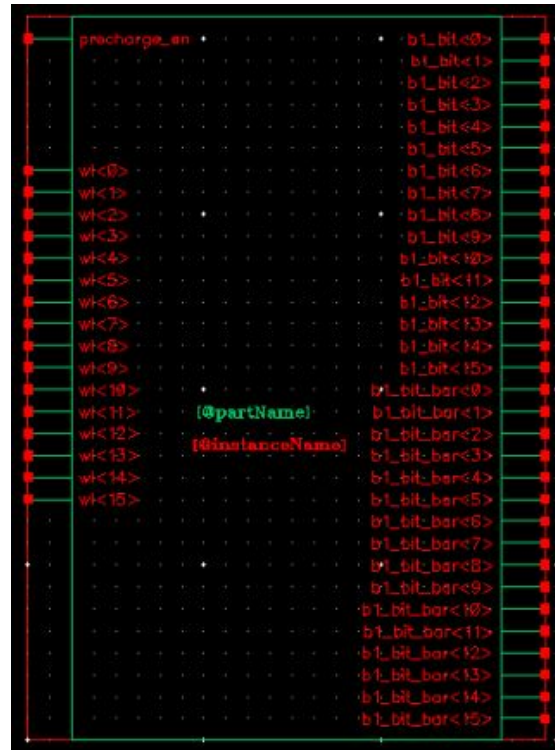 precharge_en
wl<0>
wl<1>
wl<2>
wl<3>
wl<4>
wl<5>
wl<6>
wl<7>
wl<8>
wl<9>
wl<10>
wl<11>
wl<12>
wl<13>
wl<14>
wl<15>
[@partName]
[@instanceName]
b1_bit<0>
b1_bit<1>
b1_bit<2>
b1_bit<3>
b1_bit<4>
b1_bit<5>
b1_bit<6>
b1_bit<7>
b1_bit<8>
b1_bit<9>
b1_bit<10>
b1_bit<11>
b1_bit<12>
b1_bit<13>
b1_bit<14>
b1_bit<15>
b1_bit_bar<0>
b1_bit_bar<1>
b1_bit_bar<2>
b1_bit_bar<3>
b1_bit_bar<4>
b1_bit_bar<5>
b1_bit_bar<6>
b1_bit_bar<7>
b1_bit_bar<8>
b1_bit_bar<9>
b1_bit_bar<10>
b1_bit_bar<11>
b1_bit_bar<12>
b1_bit_bar<13>
b1_bit_bar<14>
b1_bit_bar<15>